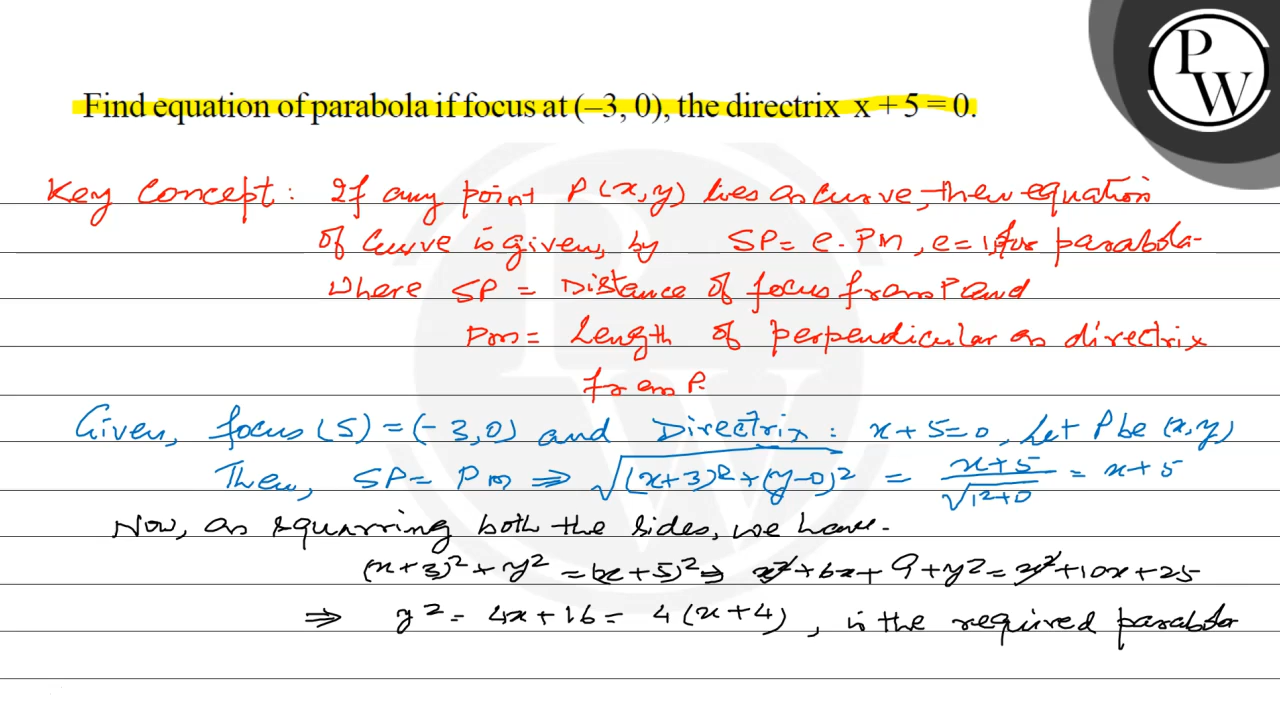 P
W
Find equation of parabola if focus at (–3, 0), the directrix x + 5 = 0.
Key Concept : If any point P(x,y) lies on curve, then equation
of curve is given, by SP = e · PM, e = 1, for parabola
Where SP = Distance of focus from P and
PM = Length of perpendicular on directrix
from P.
Given, focus (S) = (-3,0) and Directrix : x+5=0, Let P be (x,y)
Then, SP = PM ⇒ √((x+3)²+(y-0)²) = (x+5)/√(1²+0) = x+5
Now, on squarring both the sides, we have-
(x+3)²+y² = (x+5)² ⇒ x²+6x+9+y² = x²+10x+25
⇒ y² = 4x+16 = 4(x+4), is the required parabola